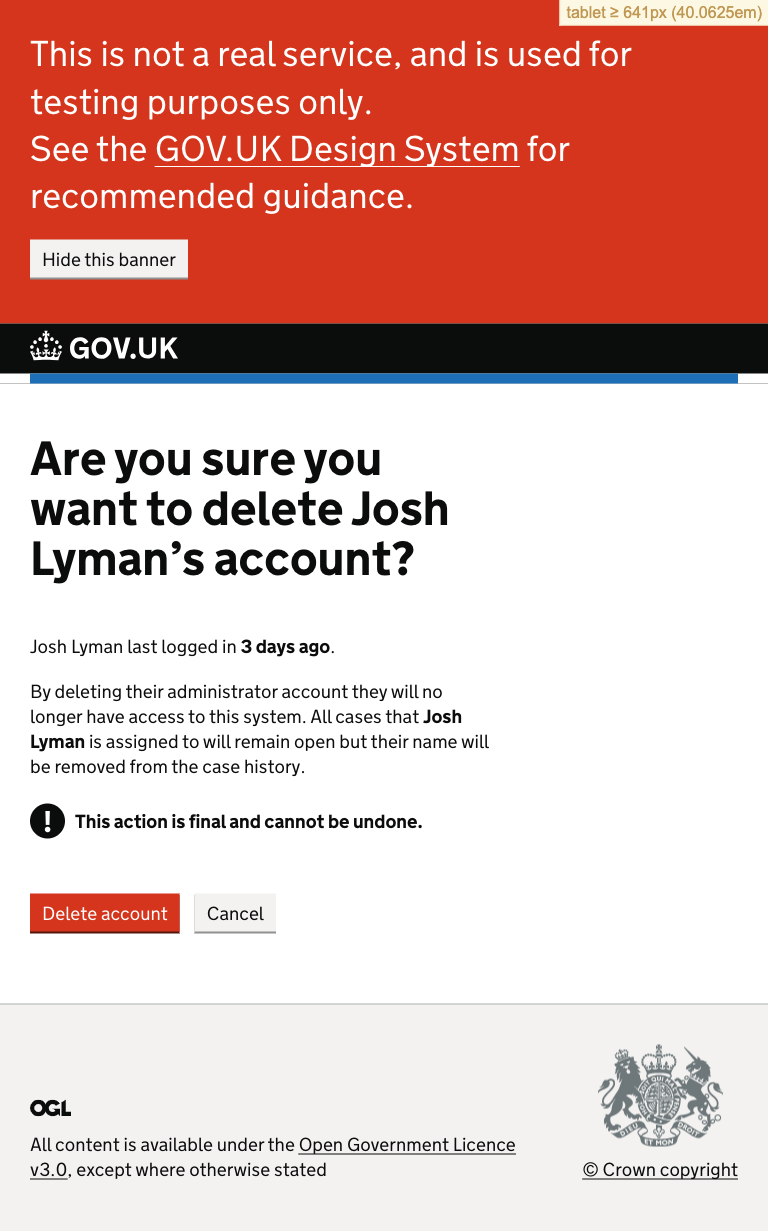 tablet ≥ 641px (40.0625em)
This is not a real service, and is used for
testing purposes only.
See the GOV.UK Design System for
recommended guidance.
Hide this banner
GOV.UK
Are you sure you
want to delete Josh
Lyman’s account?
Josh Lyman last logged in 3 days ago.
By deleting their administrator account they will no
longer have access to this system. All cases that Josh
Lyman is assigned to will remain open but their name will
be removed from the case history.
! This action is final and cannot be undone.
Delete account Cancel
OGL
All content is available under the Open Government Licence
v3.0, except where otherwise stated
DIEU ET MON DROIT
© Crown copyright